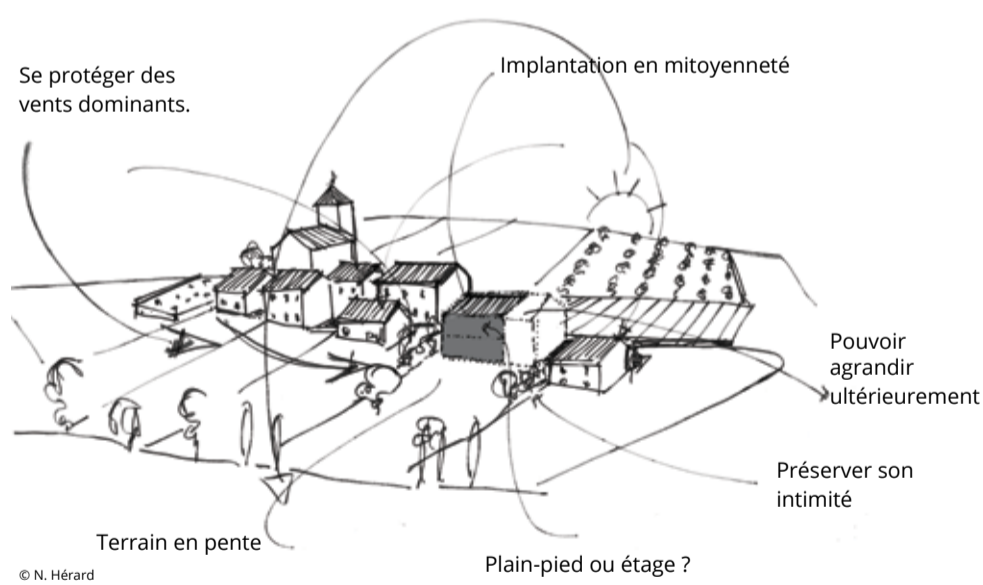 Se protéger des
vents dominants.
Implantation en mitoyenneté
Pouvoir
agrandir
ultérieurement
Préserver son
intimité
Terrain en pente
Plain-pied ou étage ?
© N. Hérard